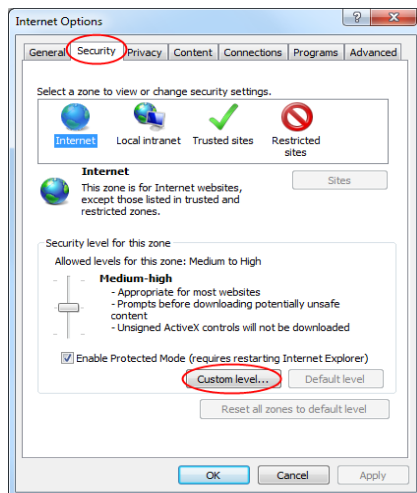 Internet Options
General Security Privacy Content Connections Programs Advanced
Select a zone to view or change security settings.
Internet Local intranet Trusted sites Restricted
sites
Internet
This zone is for Internet websites,
except those listed in trusted and
restricted zones.
Sites
Security level for this zone
Allowed levels for this zone: Medium to High
Medium-high
- Appropriate for most websites
- Prompts before downloading potentially unsafe
content
- Unsigned ActiveX controls will not be downloaded
Enable Protected Mode (requires restarting Internet Explorer)
Custom level... Default level
Reset all zones to default level
OK Cancel Apply